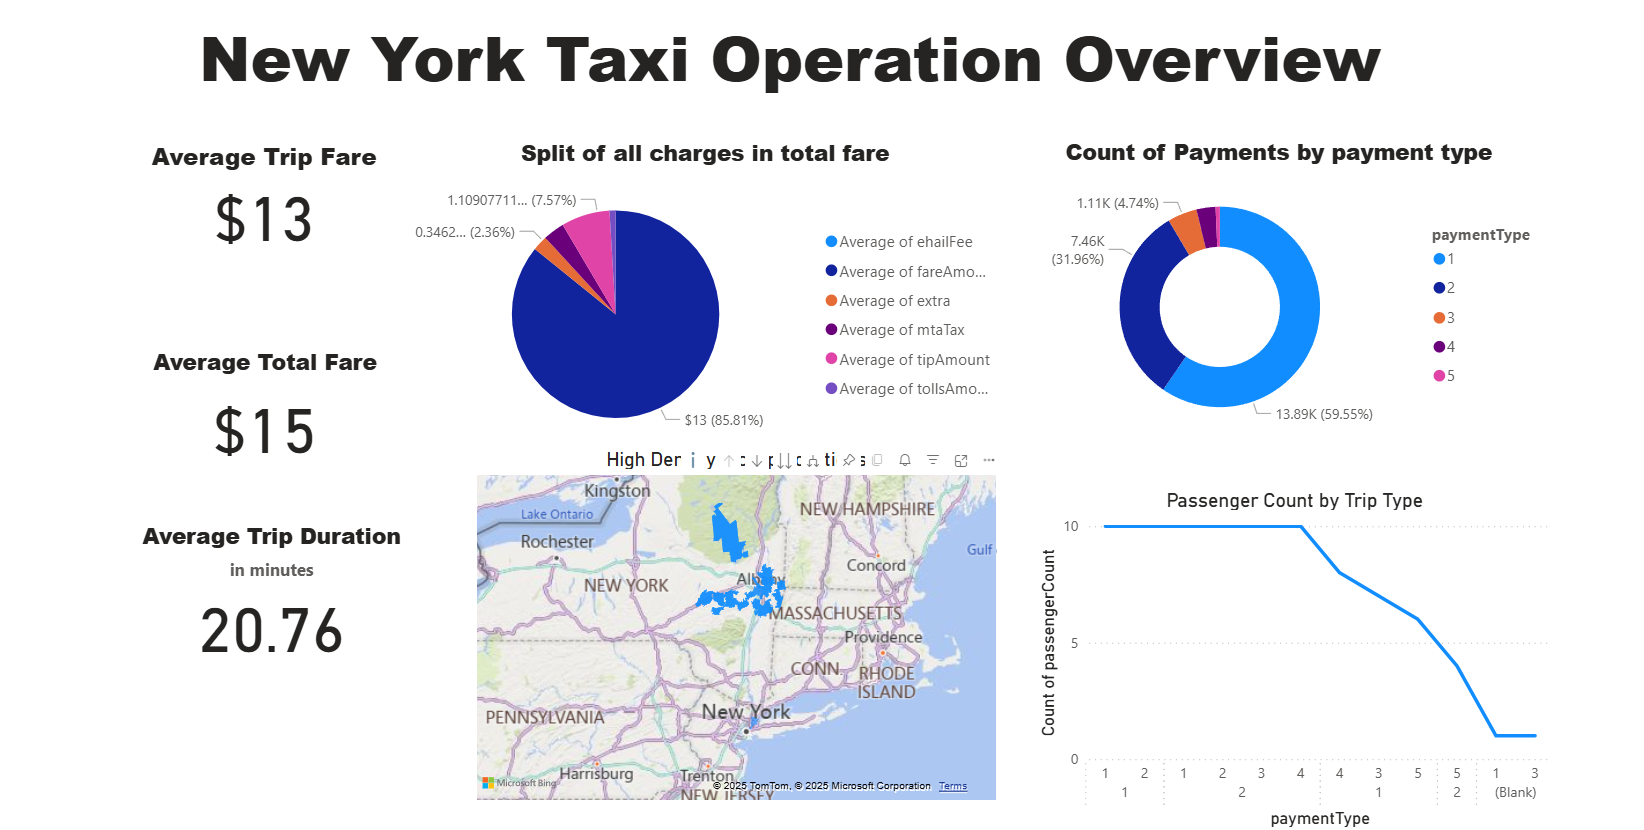 New York Taxi Operation Overview
Average Trip Fare
$13
Average Total Fare
$15
Average Trip Duration
in minutes
20.76
Split of all charges in total fare
1.10907711... (7.57%)
0.3462... (2.36%)
$13 (85.81%)
Average of ehailFee
Average of fareAmo...
Average of extra
Average of mtaTax
Average of tipAmount
Average of tollsAmo...
Count of Payments by payment type
1.11K (4.74%)
7.46K
(31.96%)
13.89K (59.55%)
paymentType
1
2
3
4
5
High
Kingston
Lake Ontario
Rochester
NEW HAMPSHIRE
Gulf
Concord
NEW YORK
Albany
MASSACHUSETTS
Providence
CONN.
RHODE
ISLAND
New York
PENNSYLVANIA
Harrisburg
Trenton
NEW JERSEY
Microsoft Bing
© 2025 TomTom, © 2025 Microsoft Corporation Terms
Passenger Count by Trip Type
Count of passengerCount
10
5
0
1 2 1 2 3 4 4 3 5 5 1 3
1 2 1 2 (Blank)
paymentType